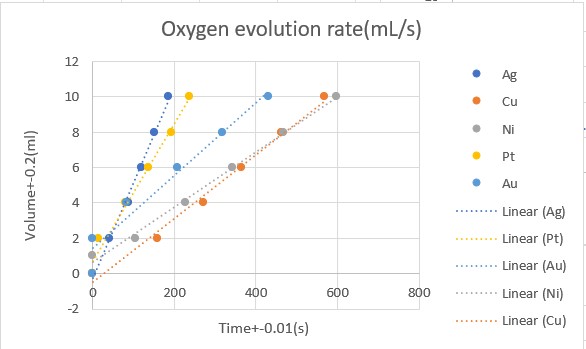 Oxygen evolution rate(mL/s)
Volume+-0.2(ml)
12
10
8
6
4
2
0
-2
0
200
400
600
800
Time+-0.01(s)
Ag
Cu
Ni
Pt
Au
Linear (Ag)
Linear (Pt)
Linear (Au)
Linear (Ni)
Linear (Cu)